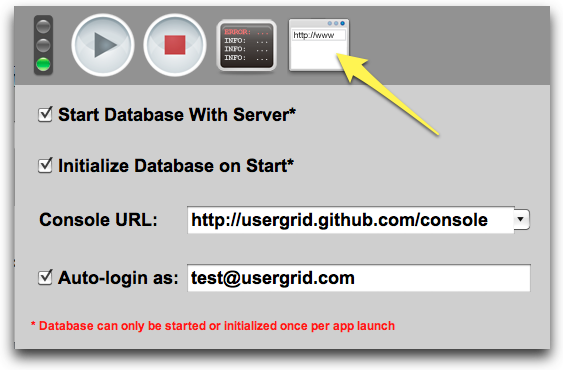 ERROR: ...
INFO: ...
INFO: ...
INFO: ...
http://www
Start Database With Server*
Initialize Database on Start*
Console URL: http://usergrid.github.com/console
Auto-login as: test@usergrid.com
* Database can only be started or initialized once per app launch